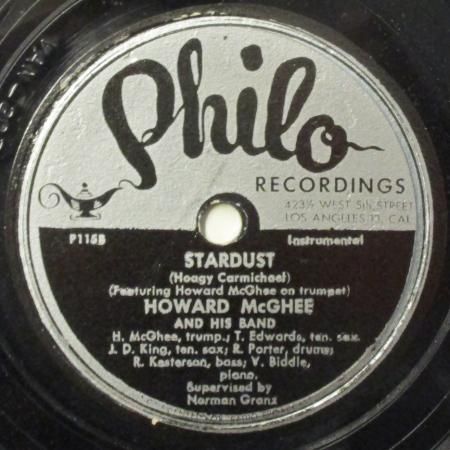 Philo
RECORDINGS
423½ WEST 5th STREET
LOS ANGELES 13, CAL
P115B
Instrumental
STARDUST
(Hoagy Carmichael)
(Featuring Howard McGhee on trumpet)
HOWARD McGHEE
AND HIS BAND
H. McGhee, trump.; T. Edwards, ten. sax.
J. D. King, ten. sax; R. Porter, drums;
R. Kesterson, bass; V. Biddle,
piano.
Supervised by
Norman Granz